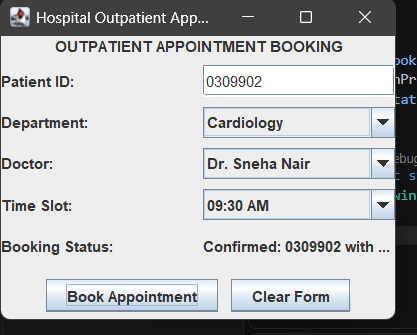 Hospital Outpatient App...
OUTPATIENT APPOINTMENT BOOKING
Patient ID: 0309902
Department: Cardiology
Doctor: Dr. Sneha Nair
Time Slot: 09:30 AM
Booking Status: Confirmed: 0309902 with ...
Book Appointment Clear Form